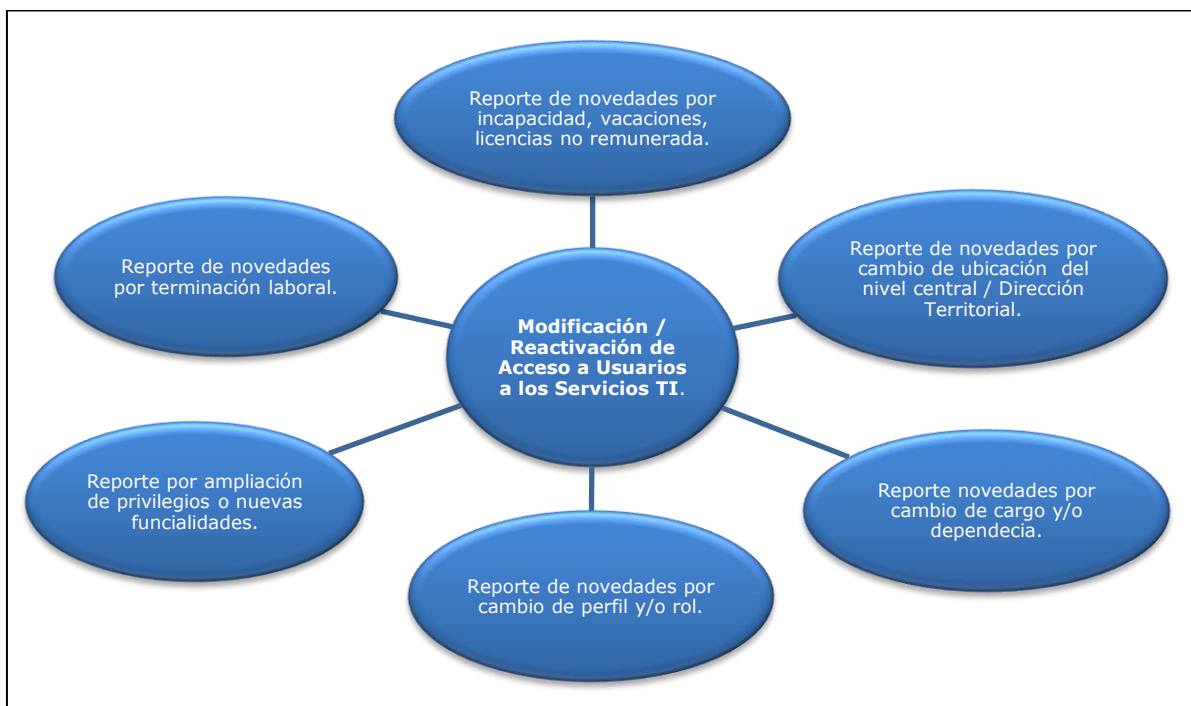 Reporte de novedades por
incapacidad, vacaciones,
licencias no remunerada.
Reporte de novedades por
cambio de ubicación  del
nivel central / Dirección
Territorial.
Reporte de novedades
por terminación laboral.
Modificación /
Reactivación de
Acceso a Usuarios
a los Servicios TI.
Reporte por ampliación
de privilegios o nuevas
funcialidades.
Reporte novedades por
cambio de cargo y/o
dependecia.
Reporte de novedades por
cambio de perfil y/o rol.